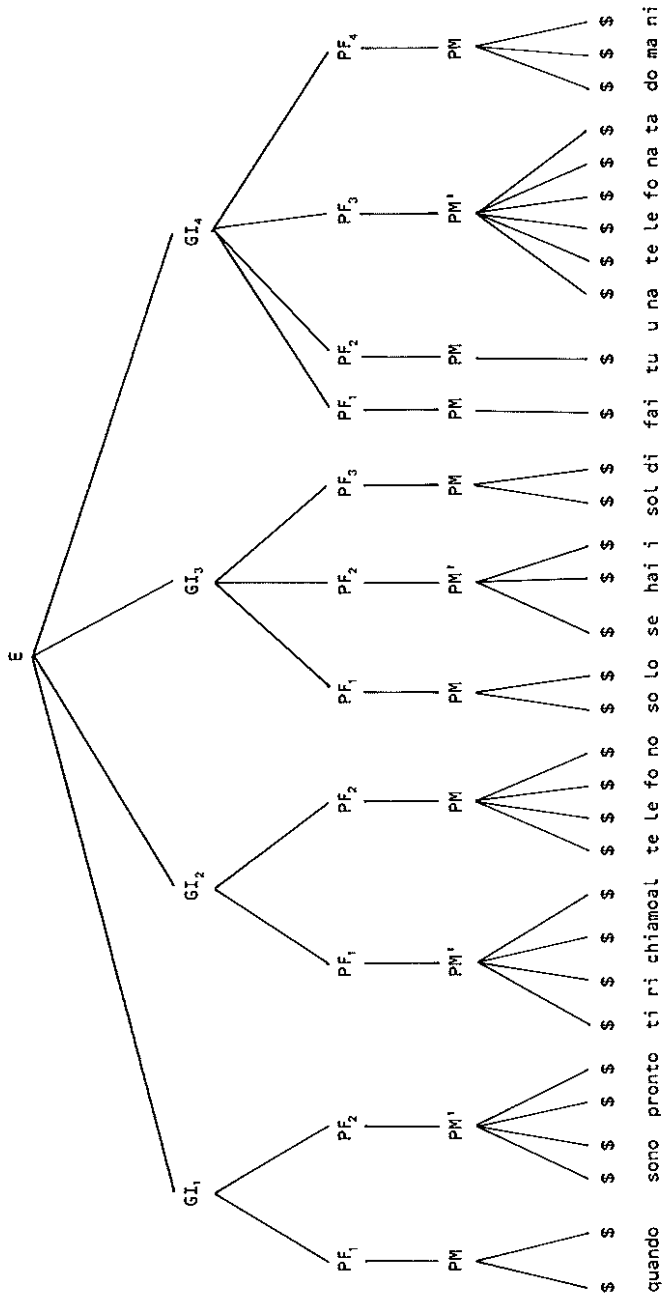 E
GI₁ GI₂ GI₃ GI₄
PF₁ PF₂ PF₁ PF₂ PF₁ PF₂ PF₃ PF₁ PF₂ PF₃ PF₄
PM PM' PM' PM PM PM' PM PM PM PM' PM
$ $ $ $ $ $ $ $ $ $ $ $ $ $ $ $ $ $ $ $ $ $ $ $ $ $ $ $ $ $ $ $
quando sono pronto ti ri chiamoal te le fo no so lo se hai i sol di fai tu u na te le fo na ta do ma ni